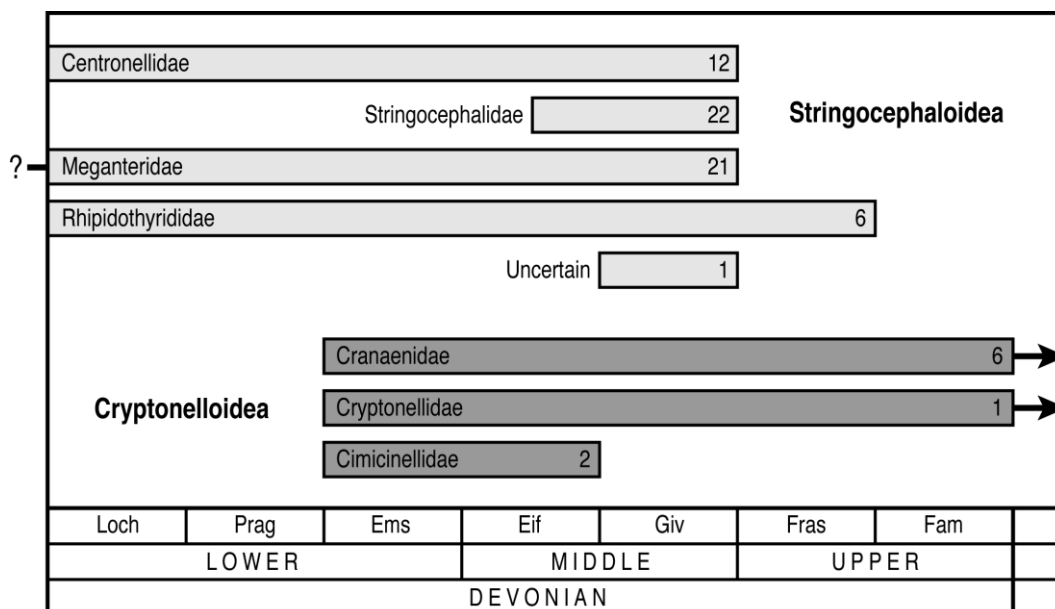 Centronellidae 12
Stringocephalidae 22 Stringocephaloidea
? Meganteridae 21
Rhipidothyrididae 6
Uncertain 1
Cranaenidae 6
Cryptonelloidea Cryptonellidae 1
Cimicinellidae 2
Loch Prag Ems Eif Giv Fras Fam
LOWER MIDDLE UPPER
DEVONIAN